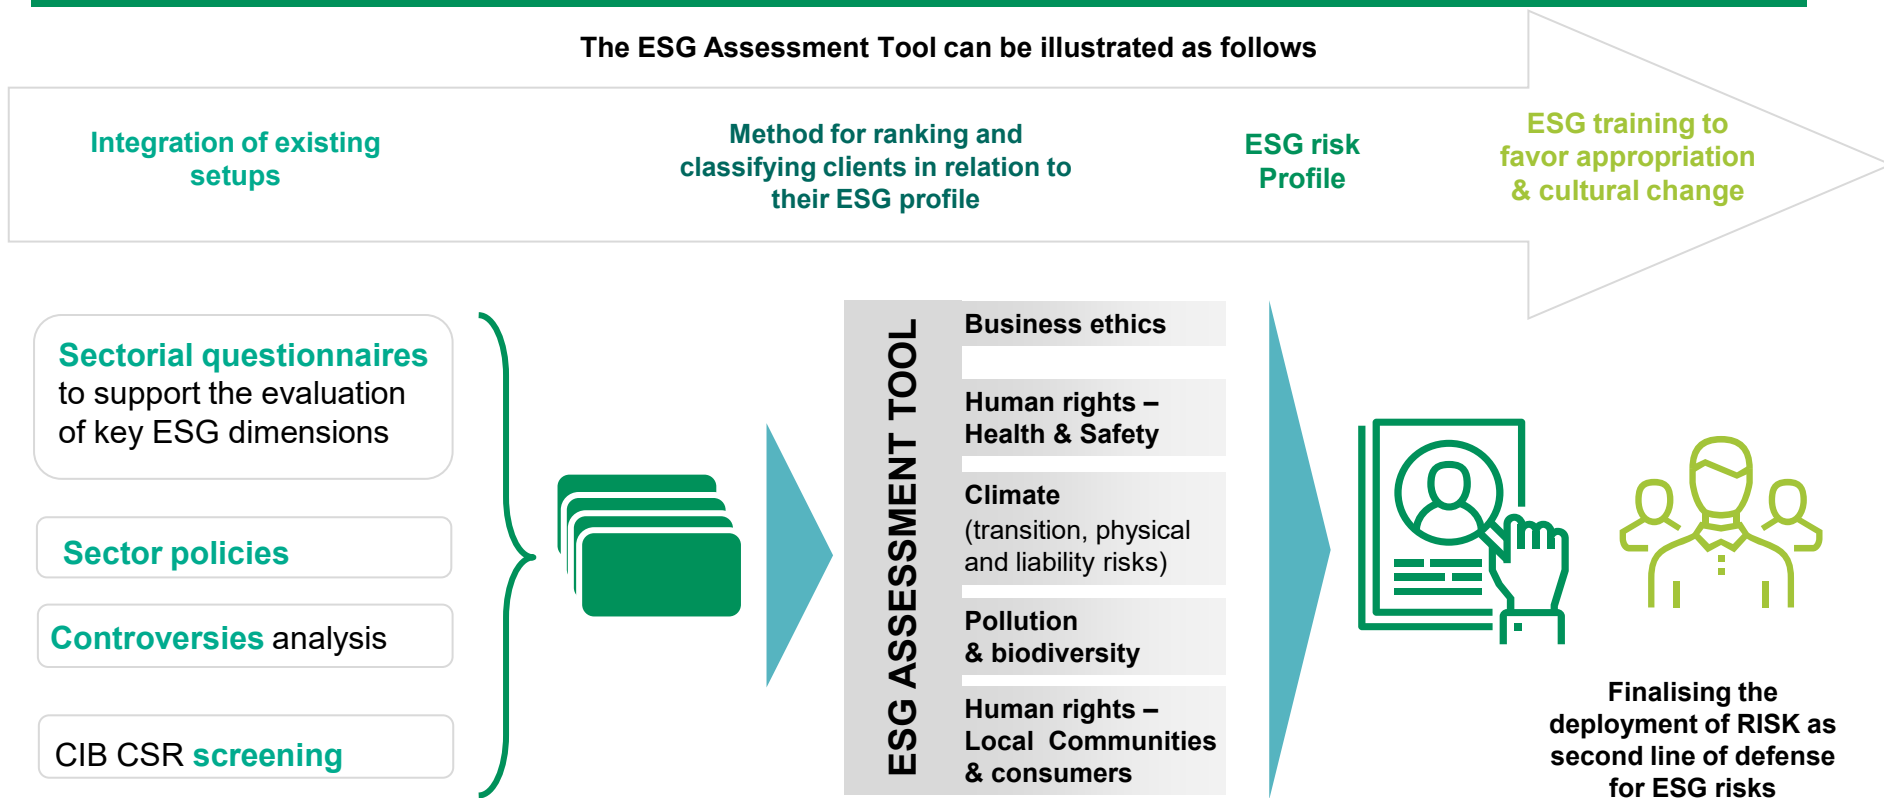 The ESG Assessment Tool can be illustrated as follows
Integration of existing
setups
Method for ranking and
classifying clients in relation to
their ESG profile
ESG risk
Profile
ESG training to
favor appropriation
& cultural change
Sectorial questionnaires
to support the evaluation
of key ESG dimensions
Sector policies
Controversies analysis
CIB CSR screening
ESG ASSESSMENT TOOL
Business ethics
Human rights –
Health & Safety
Climate
(transition, physical
and liability risks)
Pollution
& biodiversity
Human rights –
Local Communities
& consumers
Finalising the
deployment of RISK as
second line of defense
for ESG risks